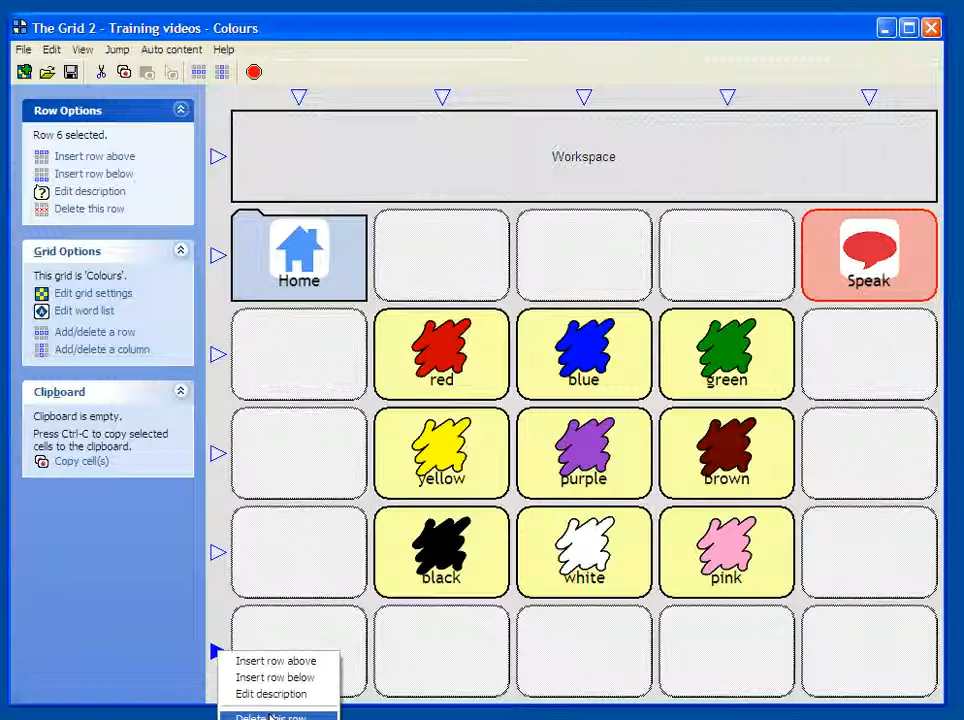 The Grid 2 - Training videos - Colours
File Edit View Jump Auto content Help
Row Options
Row 6 selected.
Insert row above
Insert row below
Edit description
Delete this row
Grid Options
This grid is 'Colours'.
Edit grid settings
Edit word list
Add/delete a row
Add/delete a column
Clipboard
Clipboard is empty.
Press Ctrl-C to copy selected
cells to the clipboard.
Copy cell(s)
Workspace
Home
Speak
red blue green
yellow purple brown
black white pink
Insert row above
Insert row below
Edit description
Delete this row